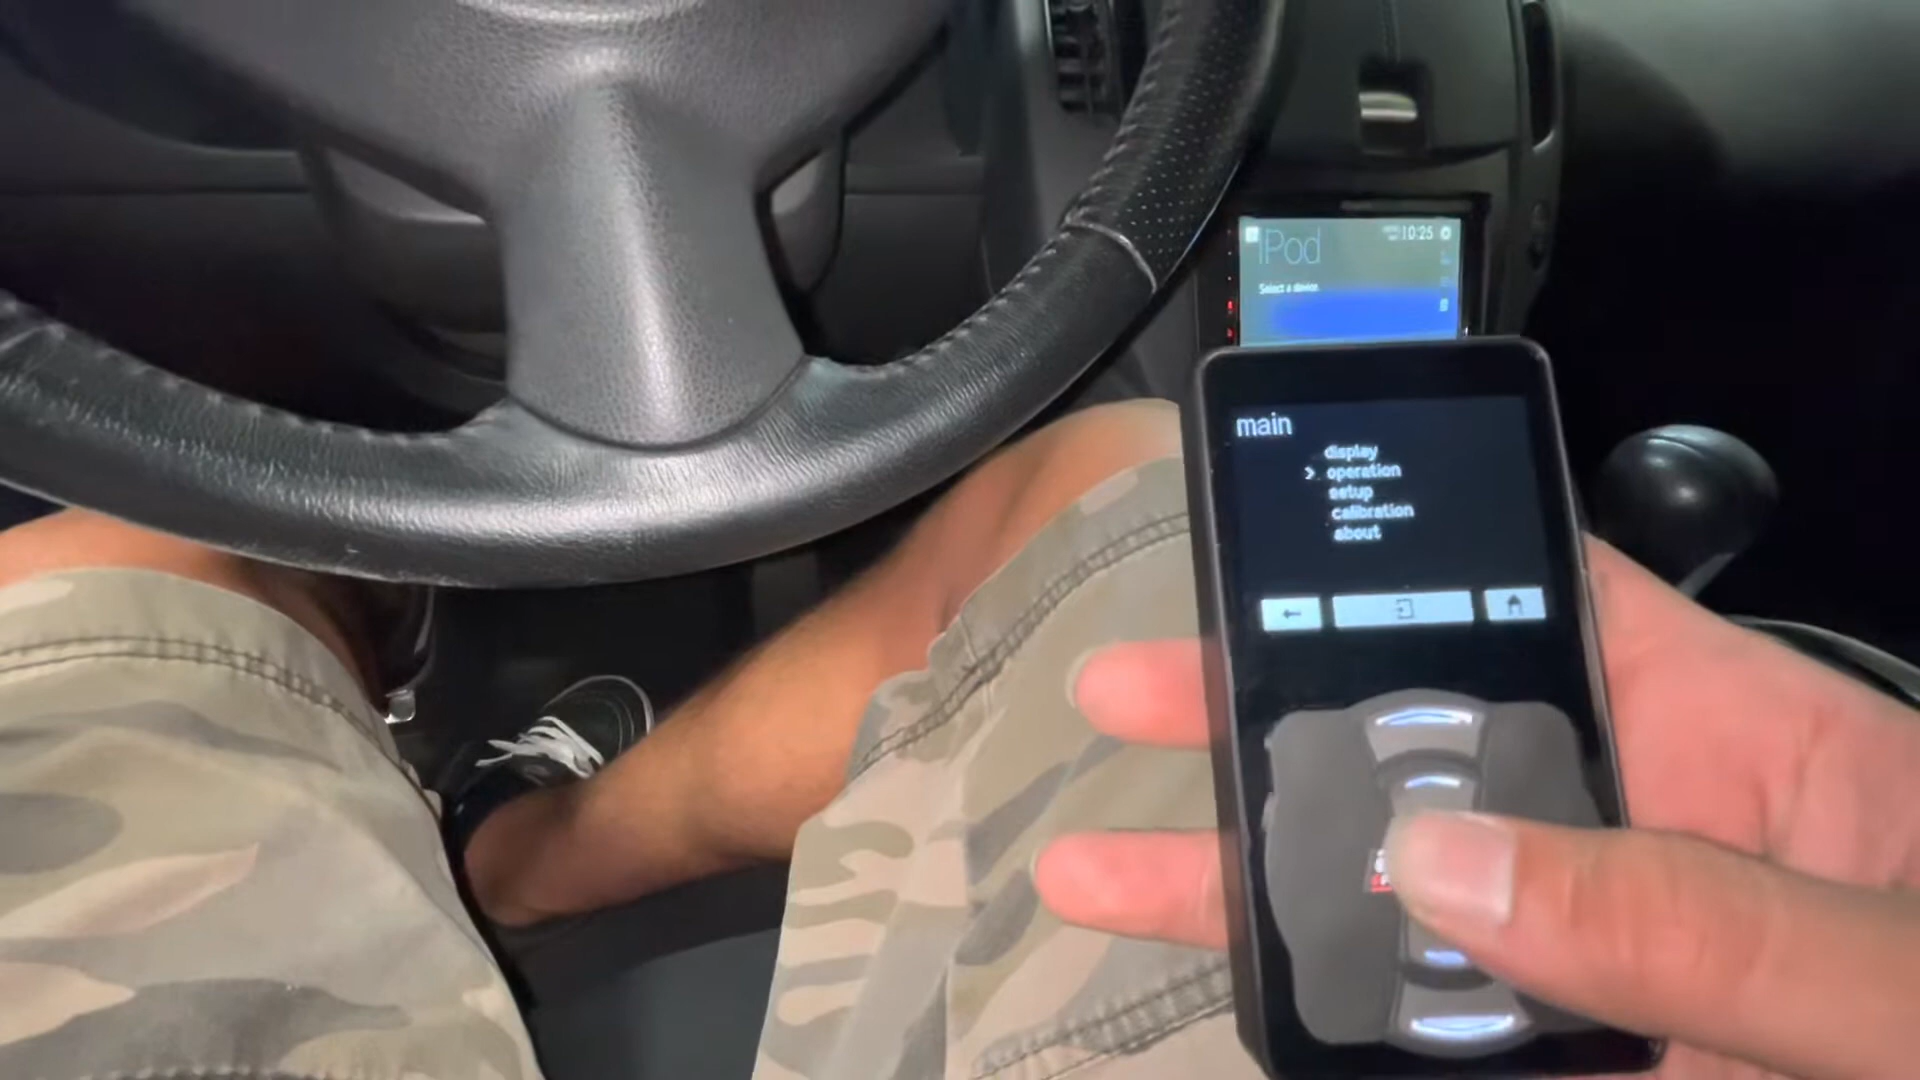 iPod
10:25
Select a device.
main
display
> operation
setup
calibration
about